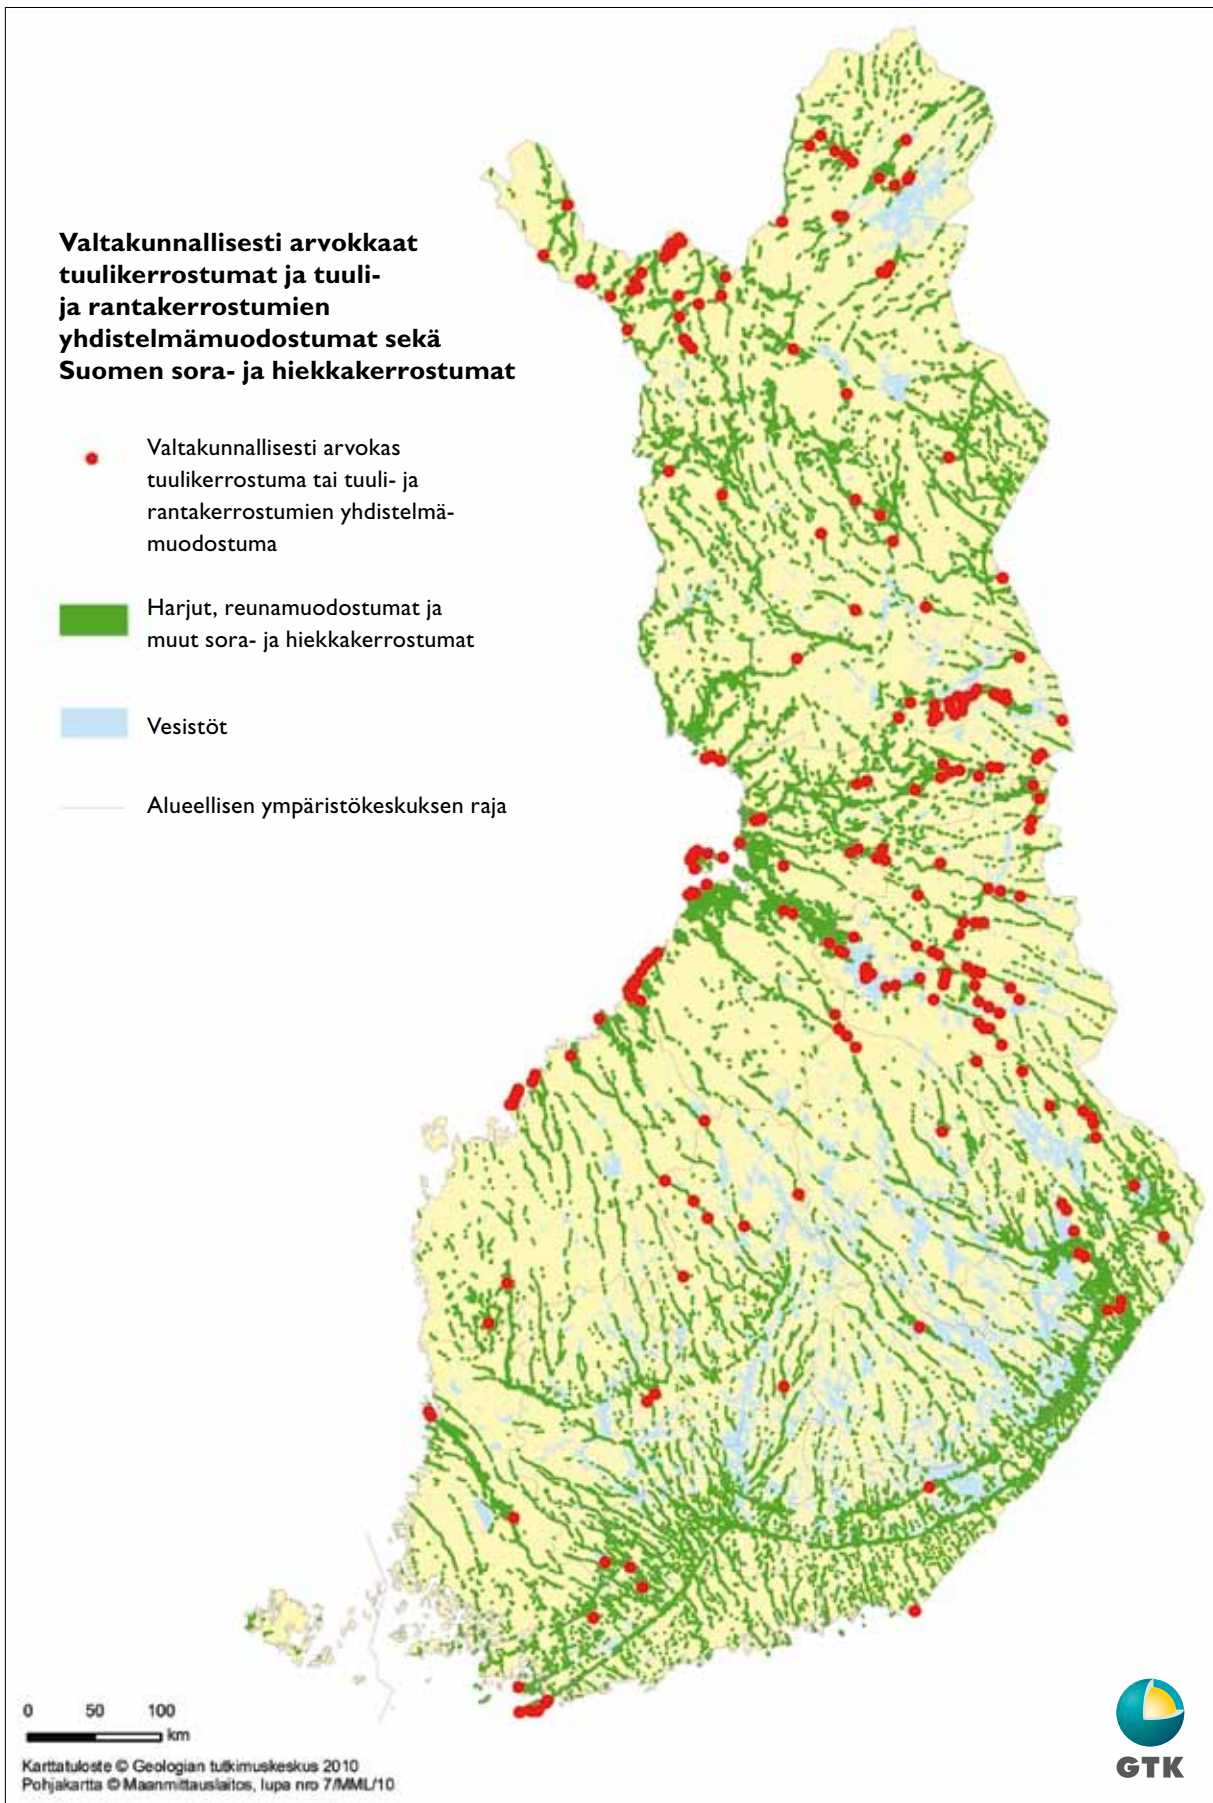 Valtakunnallisesti arvokkaat
tuulikerrostumat ja tuuli-
ja rantakerrostumien
yhdistelmämuodostumat sekä
Suomen sora- ja hiekkakerrostumat
Valtakunnallisesti arvokas
tuulikerrostuma tai tuuli- ja
rantakerrostumien yhdistelmä-
muodostuma
Harjut, reunamuodostumat ja
muut sora- ja hiekkakerrostumat
Vesistöt
Alueellisen ympäristökeskuksen raja
0 50 100
km
Karttatuloste © Geologian tutkimuskeskus 2010
Pohjakartta © Maanmittauslaitos, lupa nro 7/MML/10
GTK